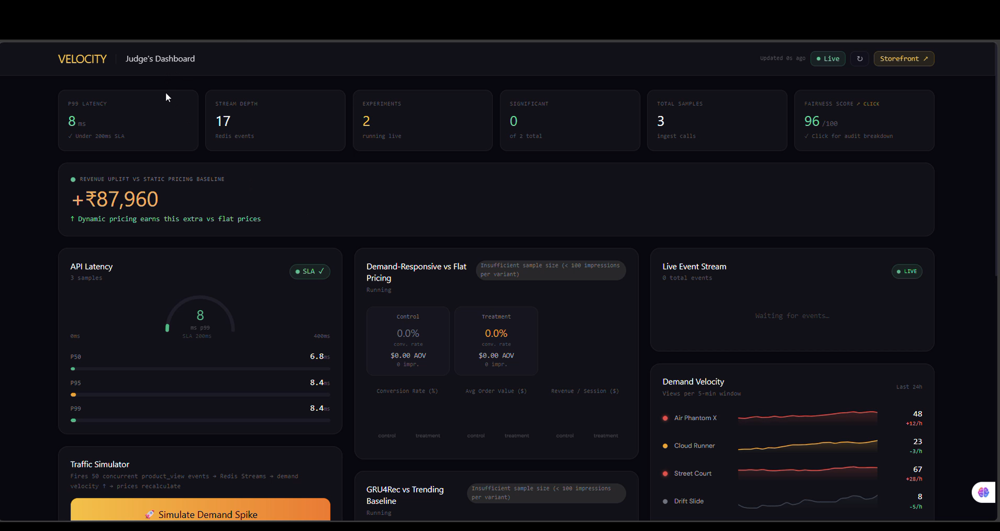 VELOCITY
Judge's Dashboard
Updated 0s ago
● Live
↻
Storefront ↗
P99 LATENCY
8 ms
✓ Under 200ms SLA
STREAM DEPTH
17
Redis events
EXPERIMENTS
2
running live
SIGNIFICANT
0
of 2 total
TOTAL SAMPLES
3
ingest calls
FAIRNESS SCORE ↗ CLICK
96 /100
✓ Click for audit breakdown
REVENUE UPLIFT VS STATIC PRICING BASELINE
+₹87,960
↑ Dynamic pricing earns this extra vs flat prices
API Latency
3 samples
● SLA ✓
8
ms p99
SLA 200ms
0ms
400ms
P50
6.8ms
P95
8.4ms
P99
8.4ms
Traffic Simulator
Fires 50 concurrent product_view events → Redis Streams → demand
velocity ↑ → prices recalculate
🚀 Simulate Demand Spike
Demand-Responsive vs Flat
Pricing
Running
Insufficient sample size (< 100 impressions
per variant)
Control
0.0%
conv. rate
$0.00 AOV
0 impr.
Treatment
0.0%
conv. rate
$0.00 AOV
0 impr.
Conversion Rate (%)
Avg Order Value ($)
Revenue / Session ($)
control
treatment
control
treatment
control
treatment
GRU4Rec vs Trending
Baseline
Running
Insufficient sample size (< 100 impressions
per variant)
Live Event Stream
0 total events
● LIVE
Waiting for events…
Demand Velocity
Views per 5-min window
Last 24h
Air Phantom X
48
+12/h
Cloud Runner
23
-3/h
Street Court
67
+28/h
Drift Slide
8
-5/h